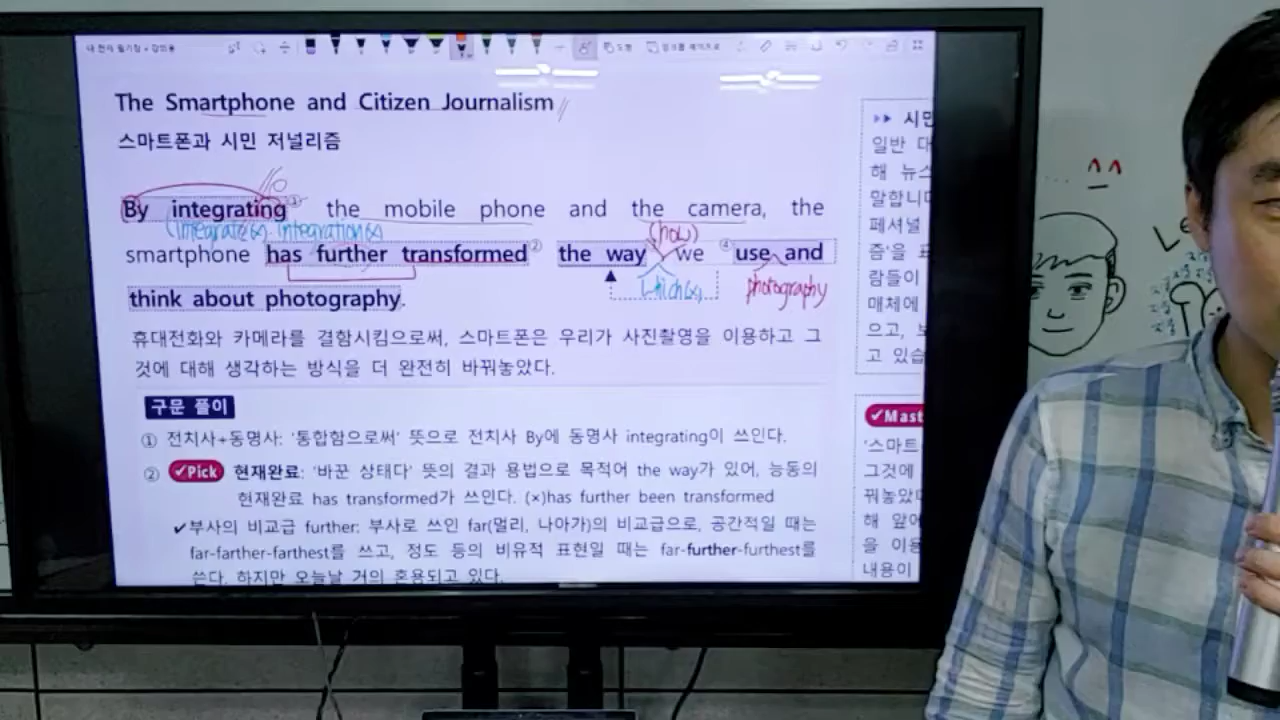 The Smartphone and Citizen Journalism
스마트폰과 시민 저널리즘
By integrating① the mobile phone and the camera, the
(integrate(x), integration(x)
(how)
smartphone has further transformed② the way we ④use and
which(x)
photography
think about photography.
휴대전화와 카메라를 결합시킴으로써, 스마트폰은 우리가 사진촬영을 이용하고 그
것에 대해 생각하는 방식을 더 완전히 바꿔놓았다.
구문 풀이
① 전치사+동명사: '통합함으로써' 뜻으로 전치사 By에 동명사 integrating이 쓰인다.
② ✓Pick 현재완료: '바꾼 상태다' 뜻의 결과 용법으로 목적어 the way가 있어, 능동의
현재완료 has transformed가 쓰인다. (×)has further been transformed
✔부사의 비교급 further: 부사로 쓰인 far(멀리, 나아가)의 비교급으로, 공간적일 때는
far-farther-farthest를 쓰고, 정도 등의 비유적 표현일 때는 far-further-furthest를
쓴다. 하지만 오늘날 거의 혼용되고 있다.
▶▶ 시민
일반 대
해 뉴스
말합니다
페셔널
즘'을 표
람들이
매체에
으고, 보
고 있습
✓Mast
'스마트
그것에
꿔놓았다
해 앞어
을 이용
내용이
Le